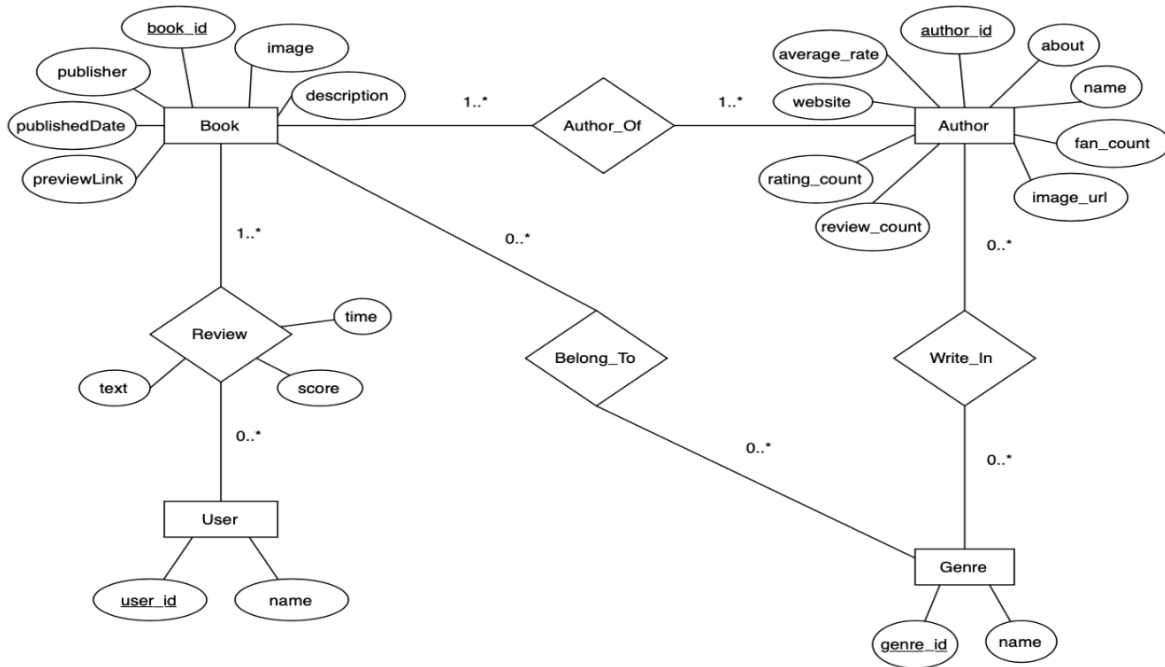 book_id
image
publisher
description
publishedDate
Book
previewLink
1..*
Author_Of
1..*
author_id
about
average_rate
name
website
Author
fan_count
rating_count
image_url
review_count
1..*
0..*
0..*
time
Review
Belong_To
Write_In
text
score
0..*
0..*
0..*
User
user_id
name
Genre
genre_id
name